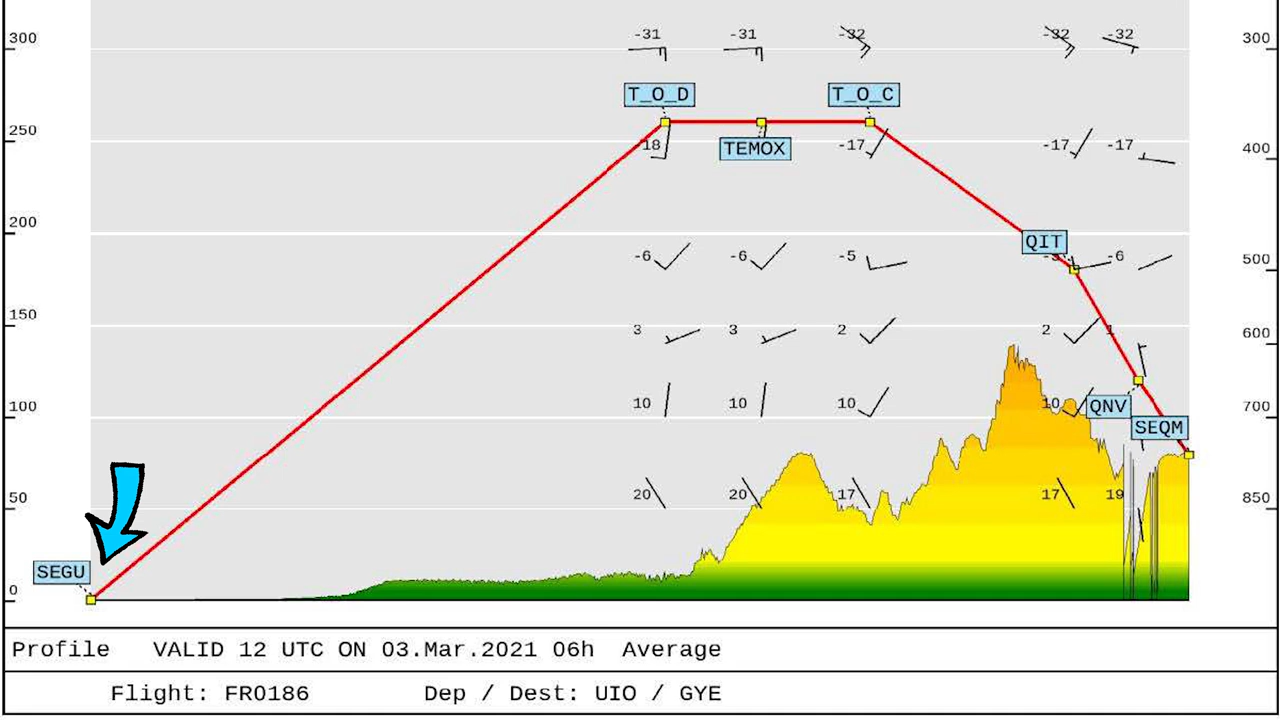 300 -31 -31 -32 -32 -32 300
T_O_D T_O_C
250 18 TEMOX -17 -17 -17 400
200 QIT
-6 -6 -5 -6 500
150 3 3 2 2 1 600
100 10 10 10 10 QNV 700
SEQM
50 20 20 17 17 19 850
SEGU
0
Profile VALID 12 UTC ON 03.Mar.2021 06h Average
Flight: FR0186 Dep / Dest: UIO / GYE